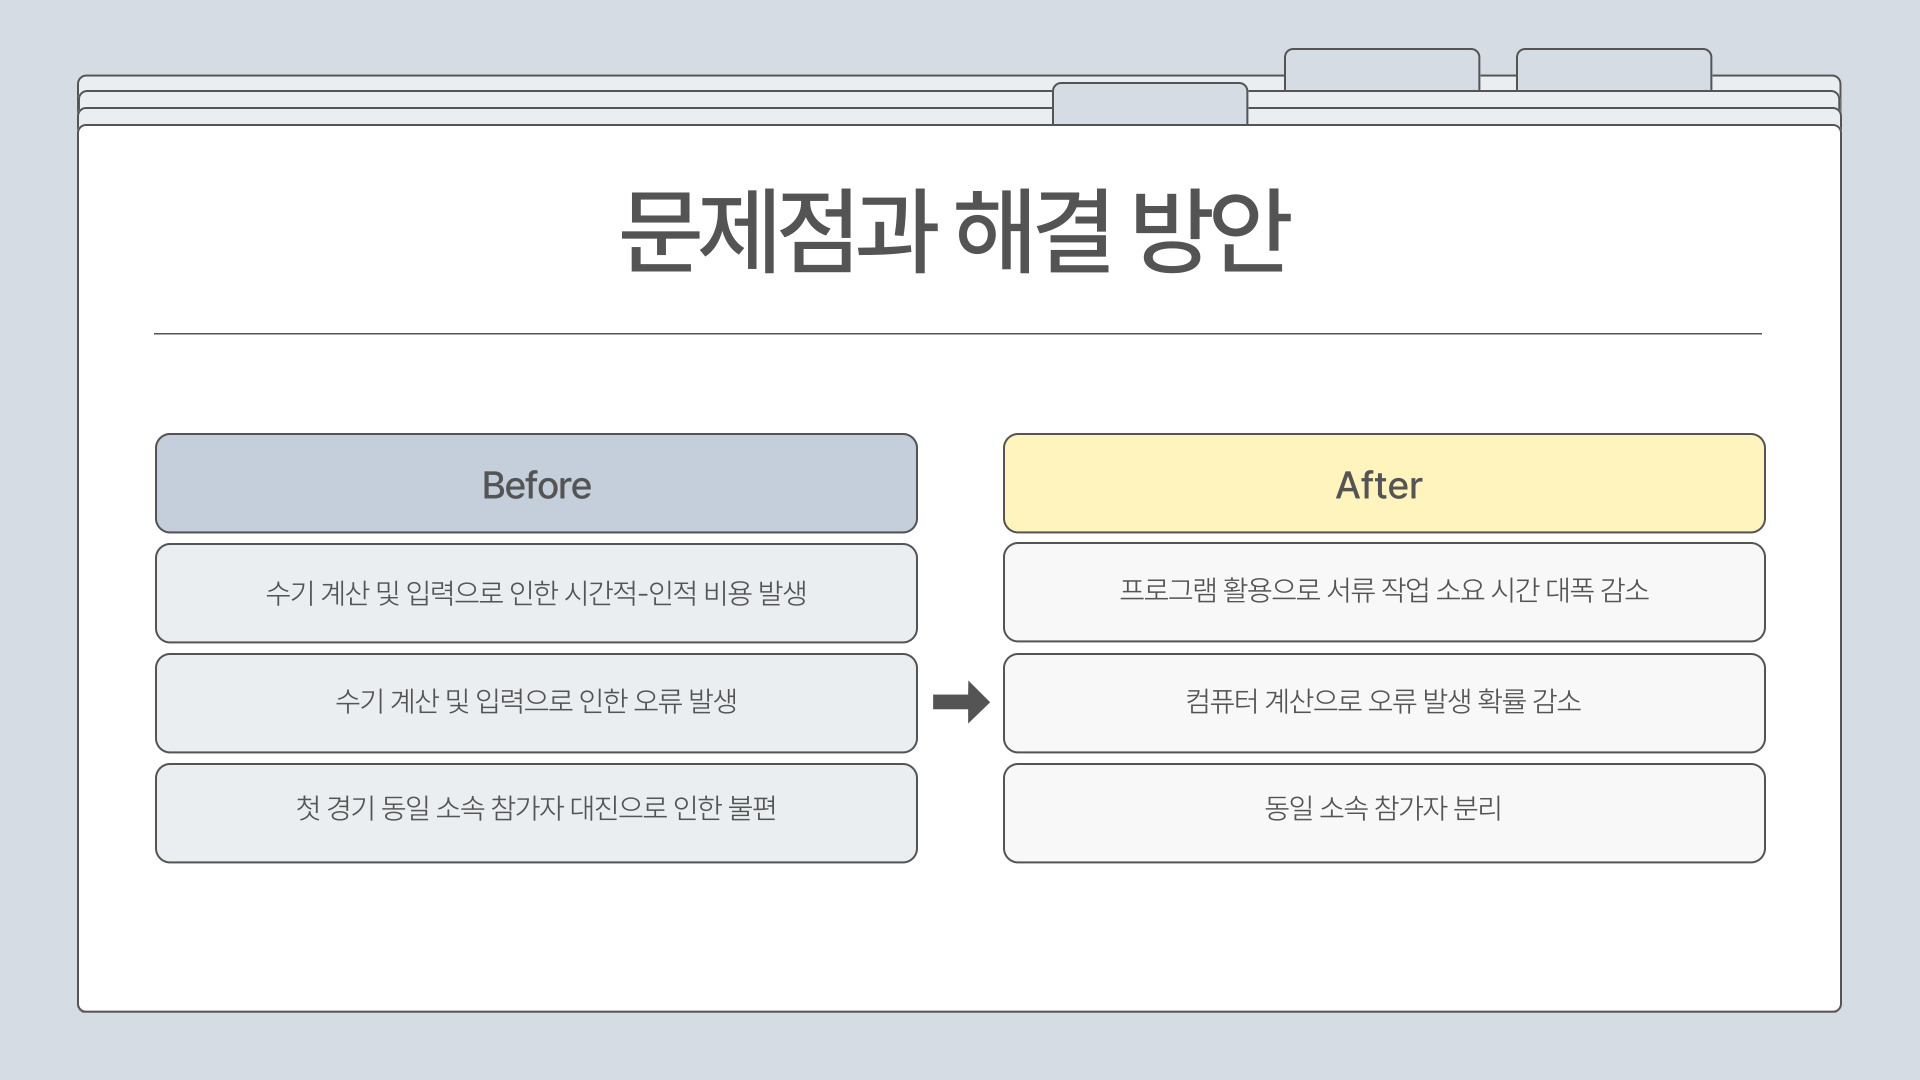 문제점과 해결 방안
Before
수기 계산 및 입력으로 인한 시간적-인적 비용 발생
수기 계산 및 입력으로 인한 오류 발생
첫 경기 동일 소속 참가자 대진으로 인한 불편
After
프로그램 활용으로 서류 작업 소요 시간 대폭 감소
컴퓨터 계산으로 오류 발생 확률 감소
동일 소속 참가자 분리